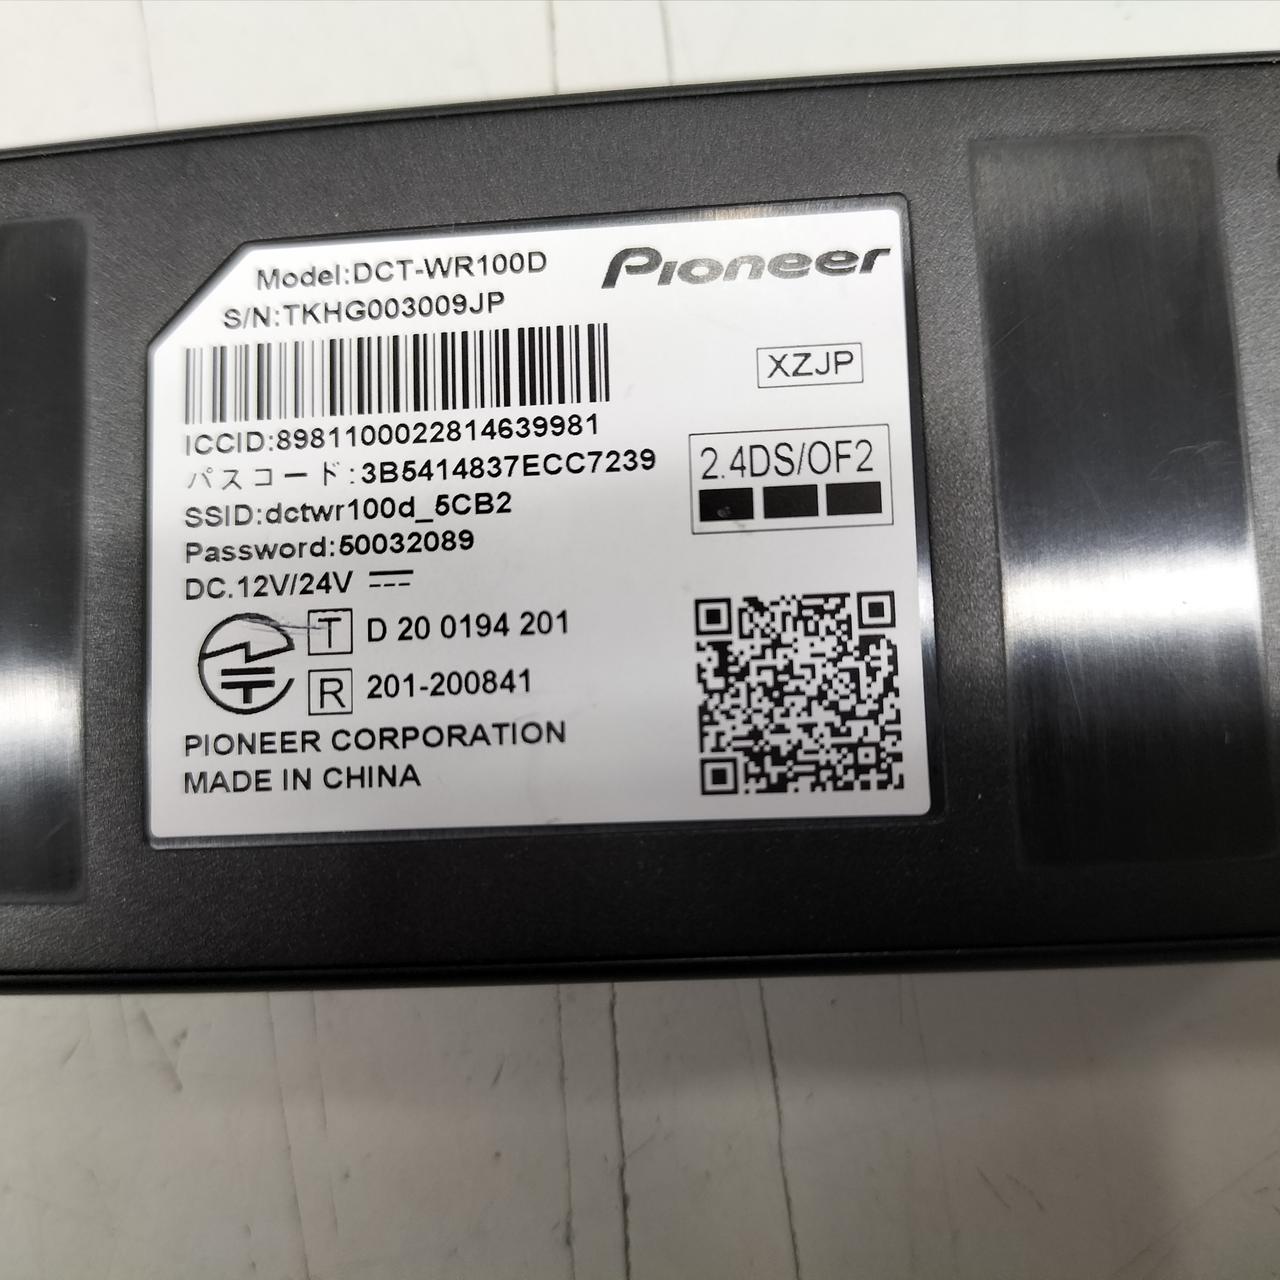 Model:DCT-WR100D
Pioneer
S/N:TKHG003009JP
XZJP
ICCID:8981100022814639981
パスコード:3B5414837ECC7239
2.4DS/OF2
SSID:dctwr100d_5CB2
Password:50032089
DC.12V/24V
T D 20 0194 201
R 201-200841
PIONEER CORPORATION
MADE IN CHINA